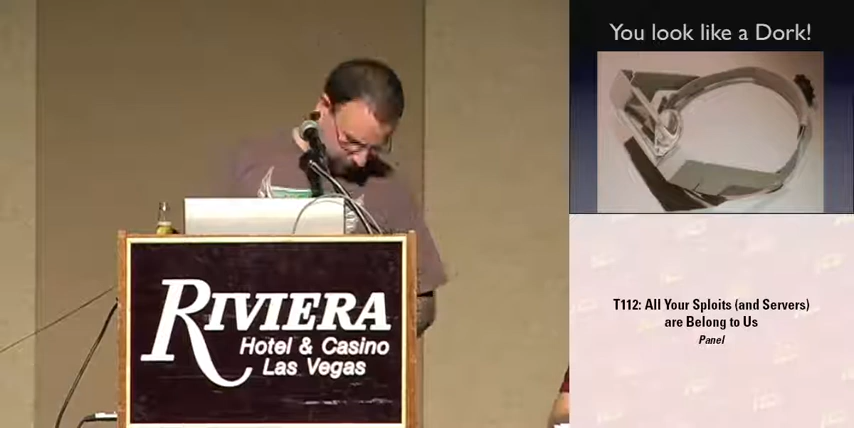 You look like a Dork!
RIVIERA
Hotel & Casino
Las Vegas
T112: All Your Sploits (and Servers)
are Belong to Us
Panel